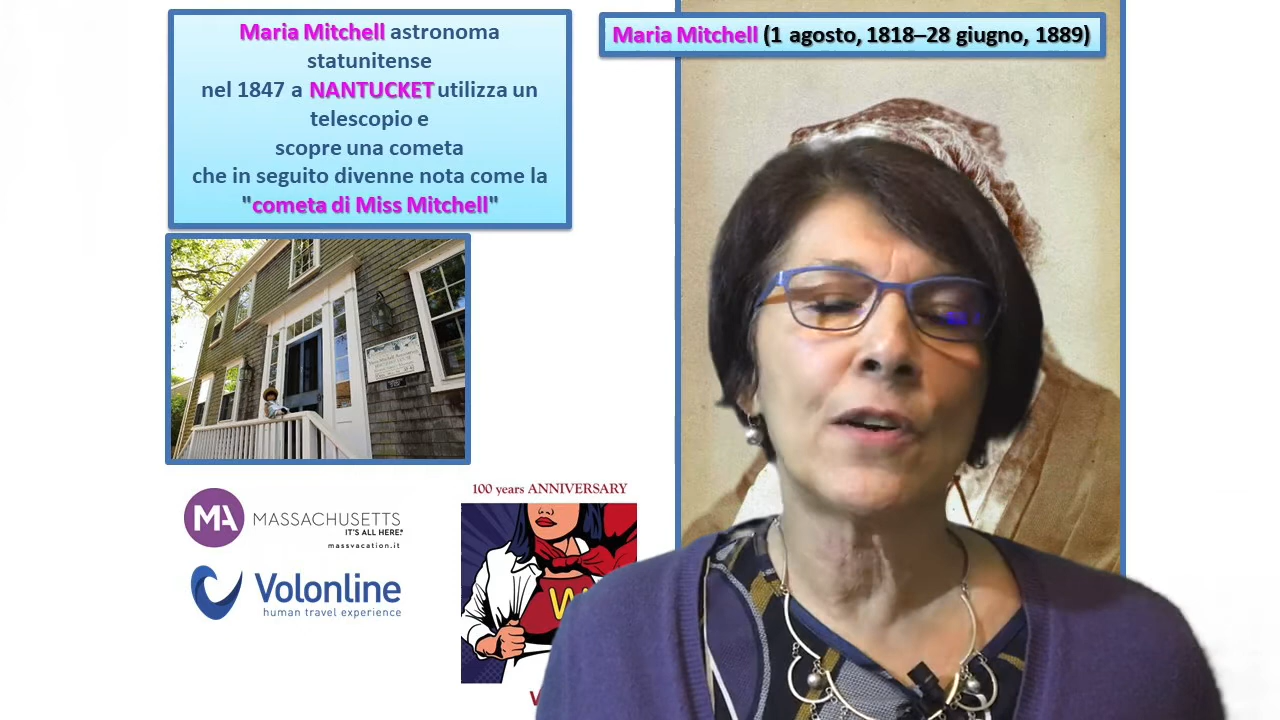 Maria Mitchell astronoma
statunitense
nel 1847 a NANTUCKET utilizza un
telescopio e
scopre una cometa
che in seguito divenne nota come la
"cometa di Miss Mitchell"
Maria Mitchell (1 agosto, 1818–28 giugno, 1889)
MA MASSACHUSETTS
IT'S ALL HERE.
massvacation.it
Volonline
human travel experience
100 years ANNIVERSARY
W